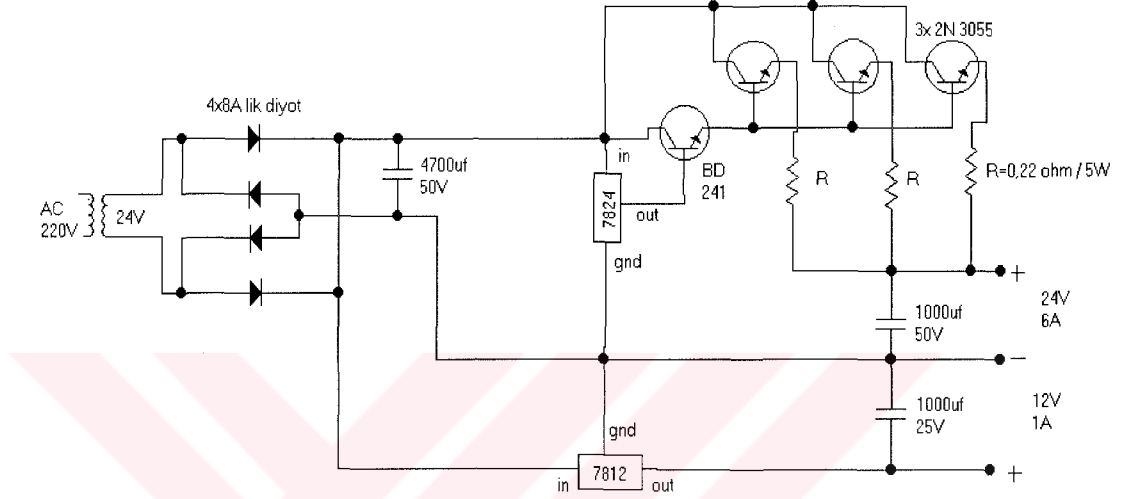 3x 2N 3055
4x8A lik diyot
4700uf
50V
in
BD
241
7824
out
gnd
R
R
R=0,22 ohm / 5W
AC
220V
24V
+
24V
6A
1000uf
50V
−
12V
1A
1000uf
25V
gnd
7812
in
out
+